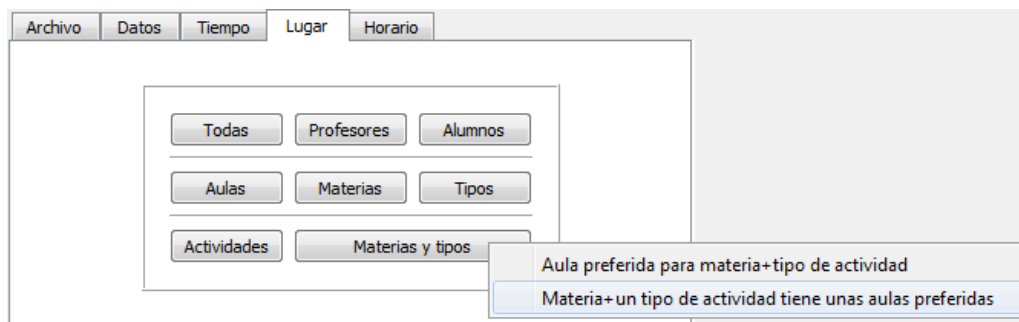 Archivo Datos Tiempo Lugar Horario
Todas Profesores Alumnos
Aulas Materias Tipos
Actividades Materias y tipos
Aula preferida para materia+tipo de actividad
Materia+un tipo de actividad tiene unas aulas preferidas